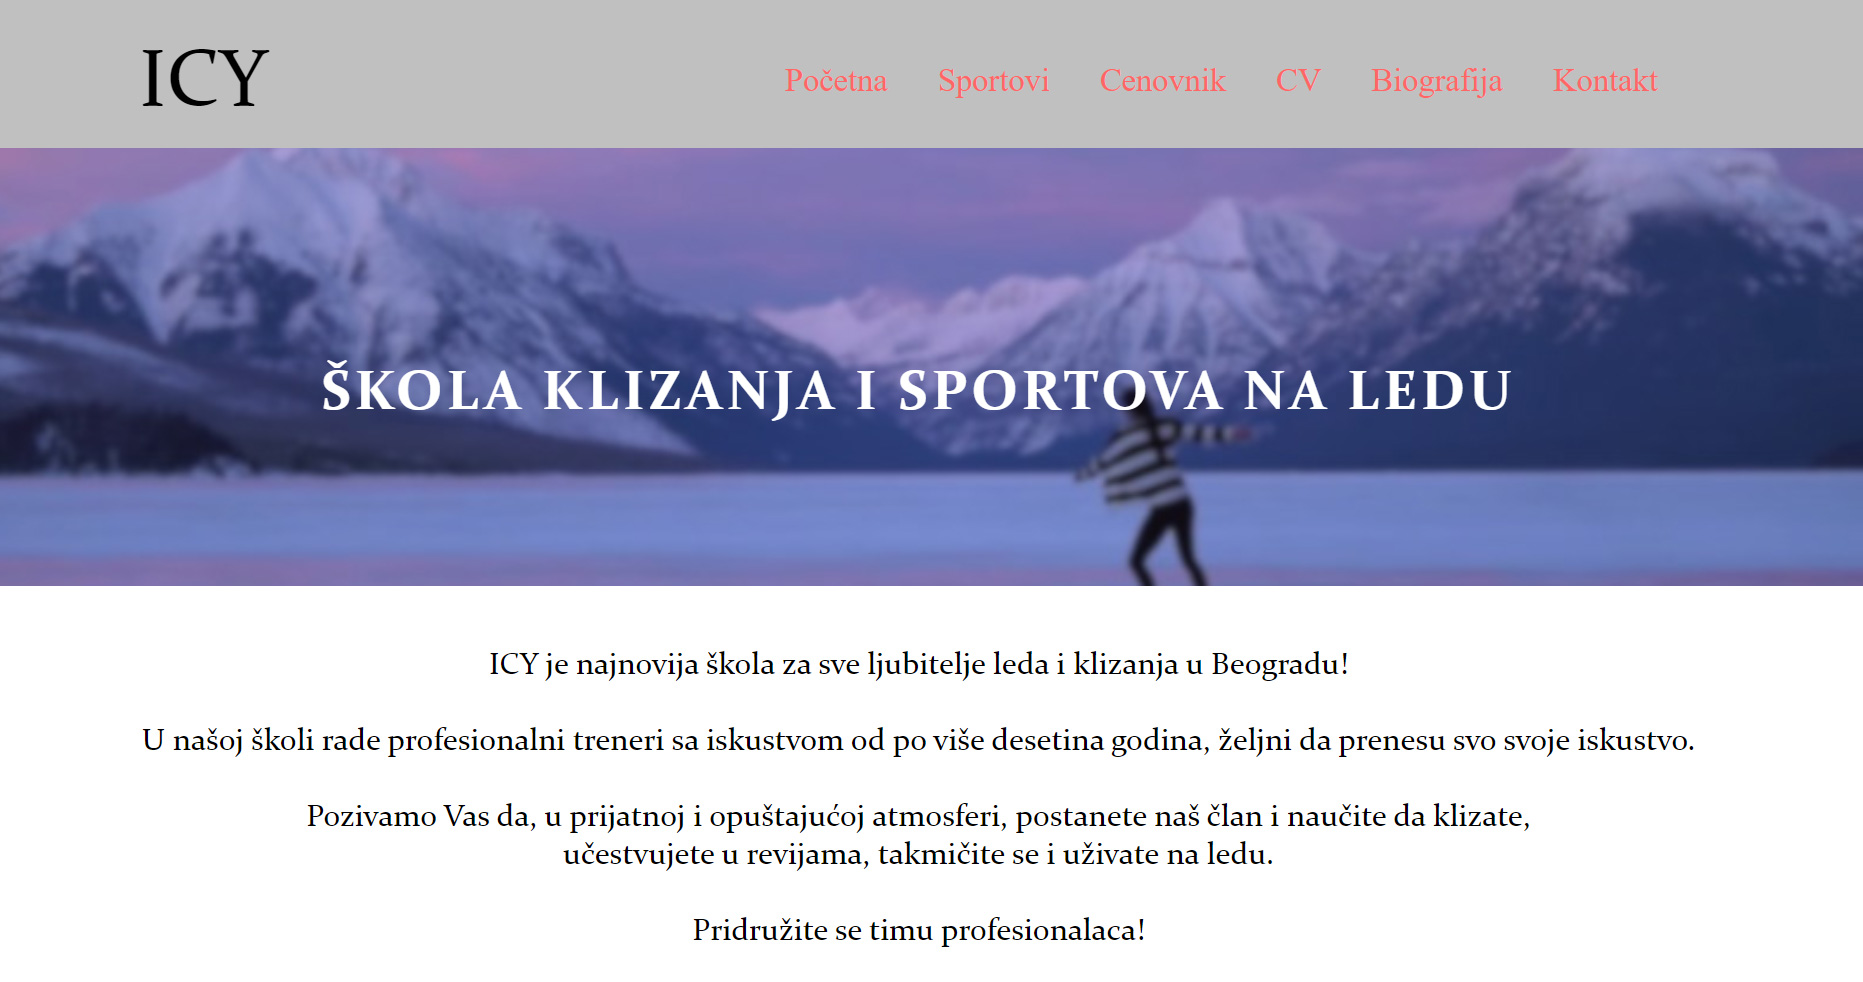 ICY
Početna Sportovi Cenovnik CV Biografija Kontakt
ŠKOLA KLIZANJA I SPORTOVA NA LEDU
ICY je najnovija škola za sve ljubitelje leda i klizanja u Beogradu!
U našoj školi rade profesionalni treneri sa iskustvom od po više desetina godina, željni da prenesu svo svoje iskustvo.
Pozivamo Vas da, u prijatnoj i opuštajućoj atmosferi, postanete naš član i naučite da klizate,
učestvujete u revijama, takmičite se i uživate na ledu.
Pridružite se timu profesionalaca!